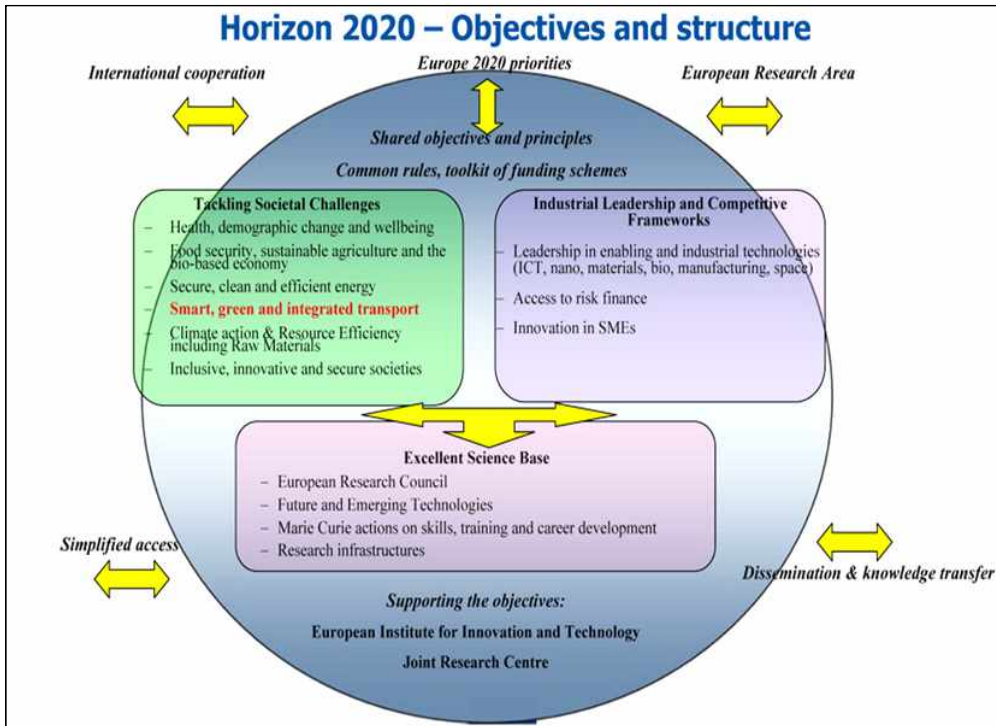 Horizon 2020 – Objectives and structure
International cooperation
Europe 2020 priorities
European Research Area
Shared objectives and principles
Common rules, toolkit of funding schemes
Tackling Societal Challenges
– Health, demographic change and wellbeing
– Food security, sustainable agriculture and the
bio-based economy
– Secure, clean and efficient energy
– Smart, green and integrated transport
– Climate action & Resource Efficiency
including Raw Materials
– Inclusive, innovative and secure societies
Industrial Leadership and Competitive
Frameworks
– Leadership in enabling and industrial technologies
(ICT, nano, materials, bio, manufacturing, space)
– Access to risk finance
– Innovation in SMEs
Excellent Science Base
– European Research Council
– Future and Emerging Technologies
– Marie Curie actions on skills, training and career development
– Research infrastructures
Simplified access
Dissemination & knowledge transfer
Supporting the objectives:
European Institute for Innovation and Technology
Joint Research Centre